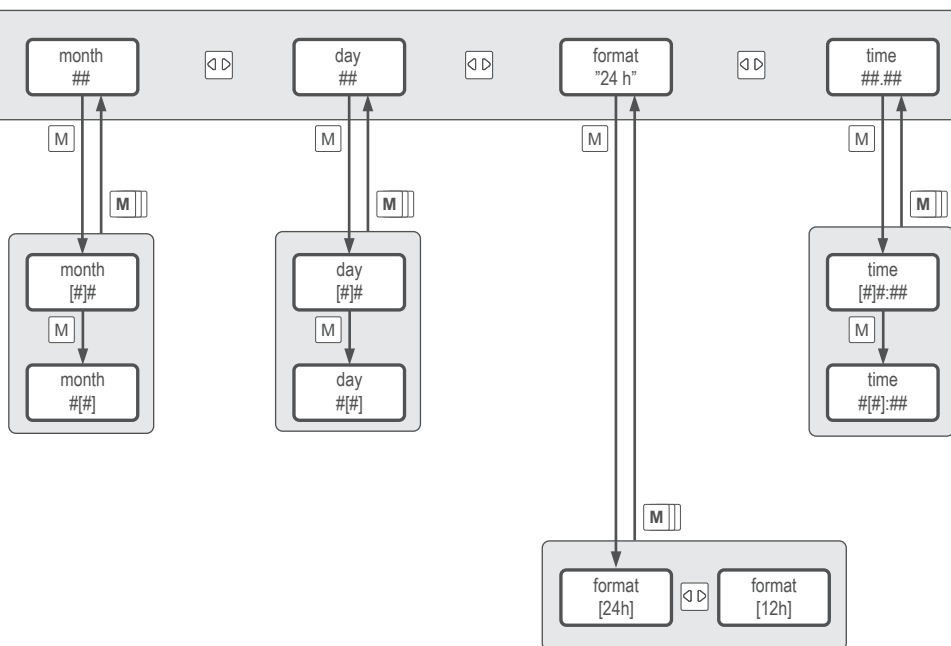 month
##
day
##
format
”24 h”
time
##.##
M
M
M
M
M
M
M
month
[#]#
day
[#]#
time
[#]#:##
M
M
M
month
#[#]
day
#[#]
time
#[#]:##
M
format
[24h]
format
[12h]